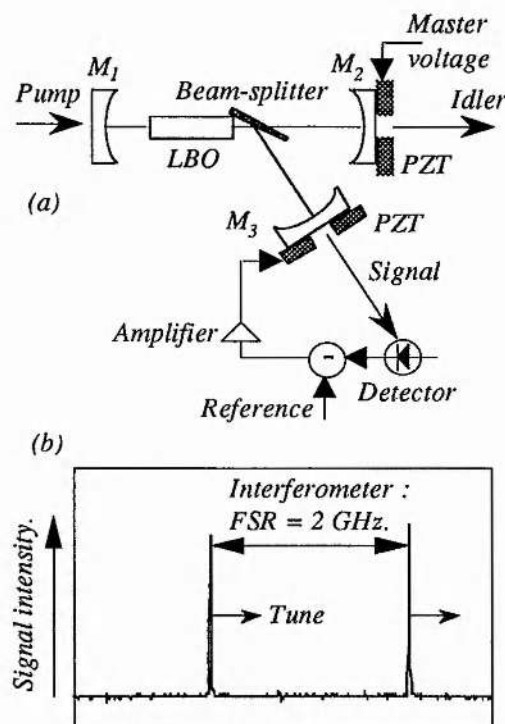 Master
voltage
M1
M2
Pump
Beam-splitter
Idler
LBO
PZT
(a)
M3
PZT
Signal
Amplifier
-
Detector
Reference
(b)
Interferometer :
FSR = 2 GHz.
Tune
Signal intensity.